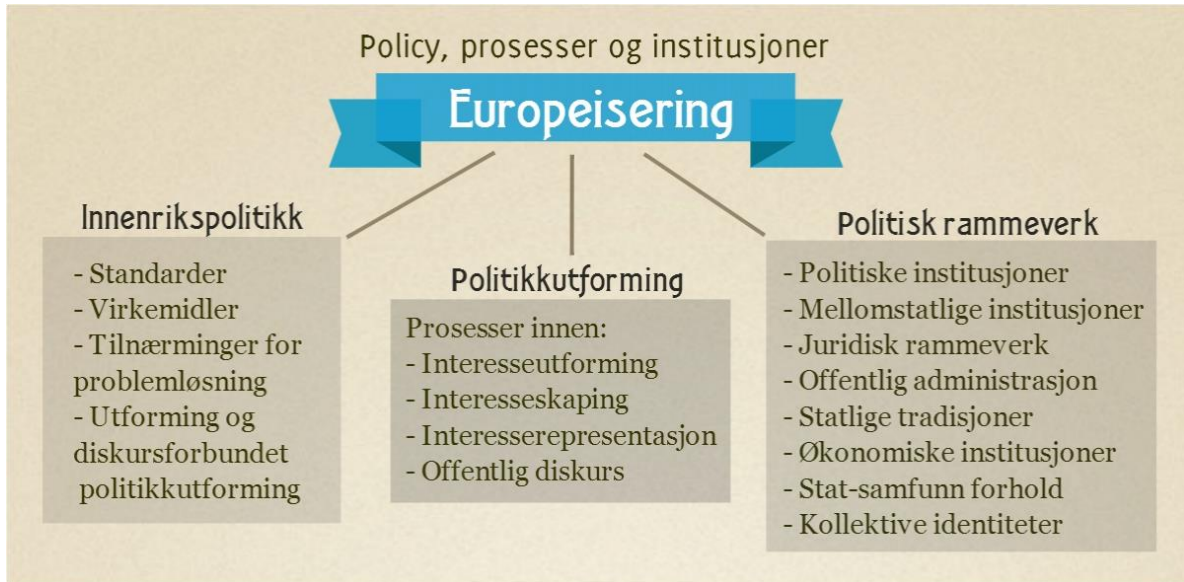 Policy, prosesser og institusjoner
Europeisering
Innenrikspolitikk
- Standarder
- Virkemidler
- Tilnærminger for
problemløsning
- Utforming og
diskursforbundet
politikkutforming
Politikkutforming
Prosesser innen:
- Interesseutforming
- Interesseskaping
- Interesserepresentasjon
- Offentlig diskurs
Politisk rammeverk
- Politiske institusjoner
- Mellomstatlige institusjoner
- Juridisk rammeverk
- Offentlig administrasjon
- Statlige tradisjoner
- Økonomiske institusjoner
- Stat-samfunn forhold
- Kollektive identiteter